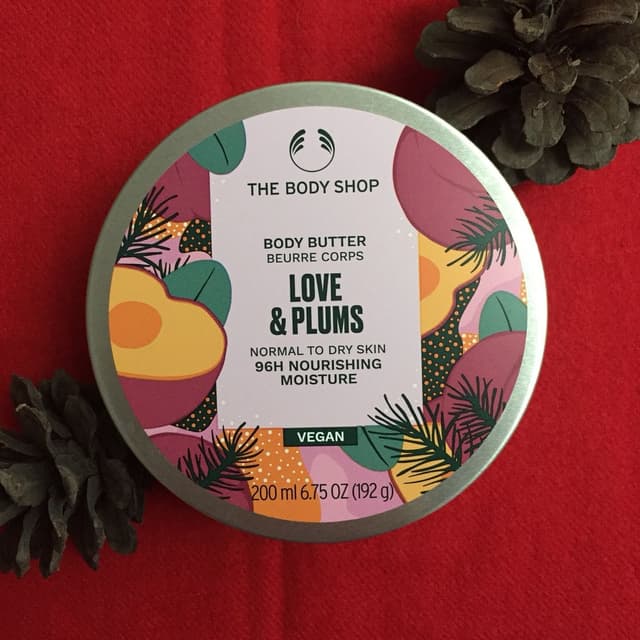 THE BODY SHOP
BODY BUTTER
BEURRE CORPS
LOVE
& PLUMS
NORMAL TO DRY SKIN
96H NOURISHING
MOISTURE
VEGAN
200 ml 6.75 OZ (192 g)